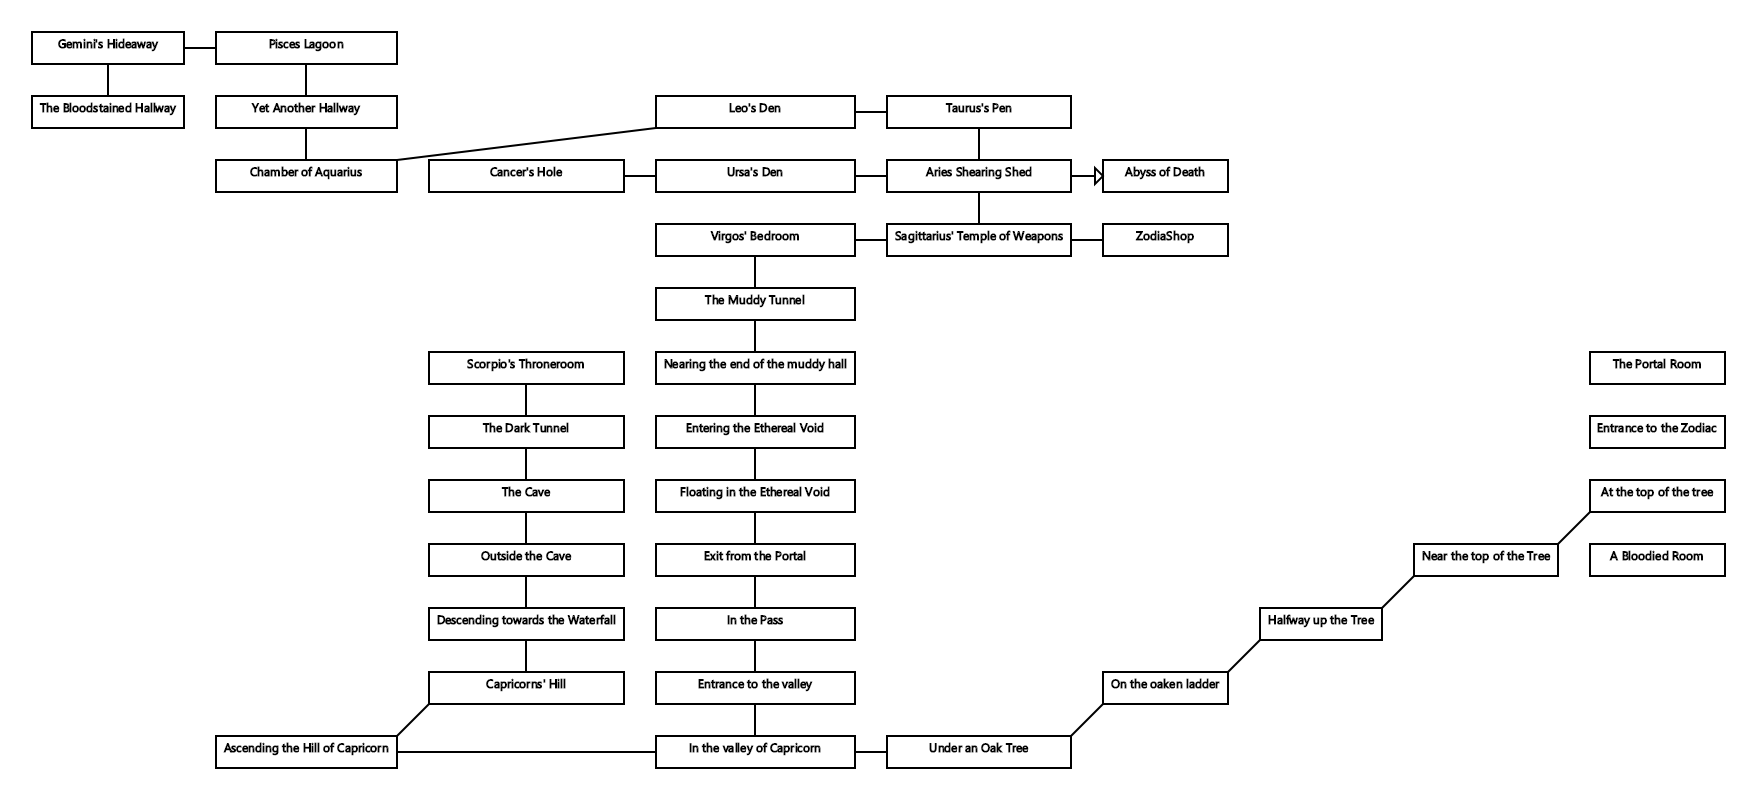 Gemini's Hideaway
Pisces Lagoon
The Bloodstained Hallway
Yet Another Hallway
Leo's Den
Taurus's Pen
Chamber of Aquarius
Cancer's Hole
Ursa's Den
Aries Shearing Shed
Abyss of Death
Virgos' Bedroom
Sagittarius' Temple of Weapons
ZodiaShop
The Muddy Tunnel
Scorpio's Throneroom
Nearing the end of the muddy hall
The Portal Room
The Dark Tunnel
Entering the Ethereal Void
Entrance to the Zodiac
The Cave
Floating in the Ethereal Void
At the top of the tree
Outside the Cave
Exit from the Portal
Near the top of the Tree
A Bloodied Room
Descending towards the Waterfall
In the Pass
Halfway up the Tree
Capricorns' Hill
Entrance to the valley
On the oaken ladder
Ascending the Hill of Capricorn
In the valley of Capricorn
Under an Oak Tree